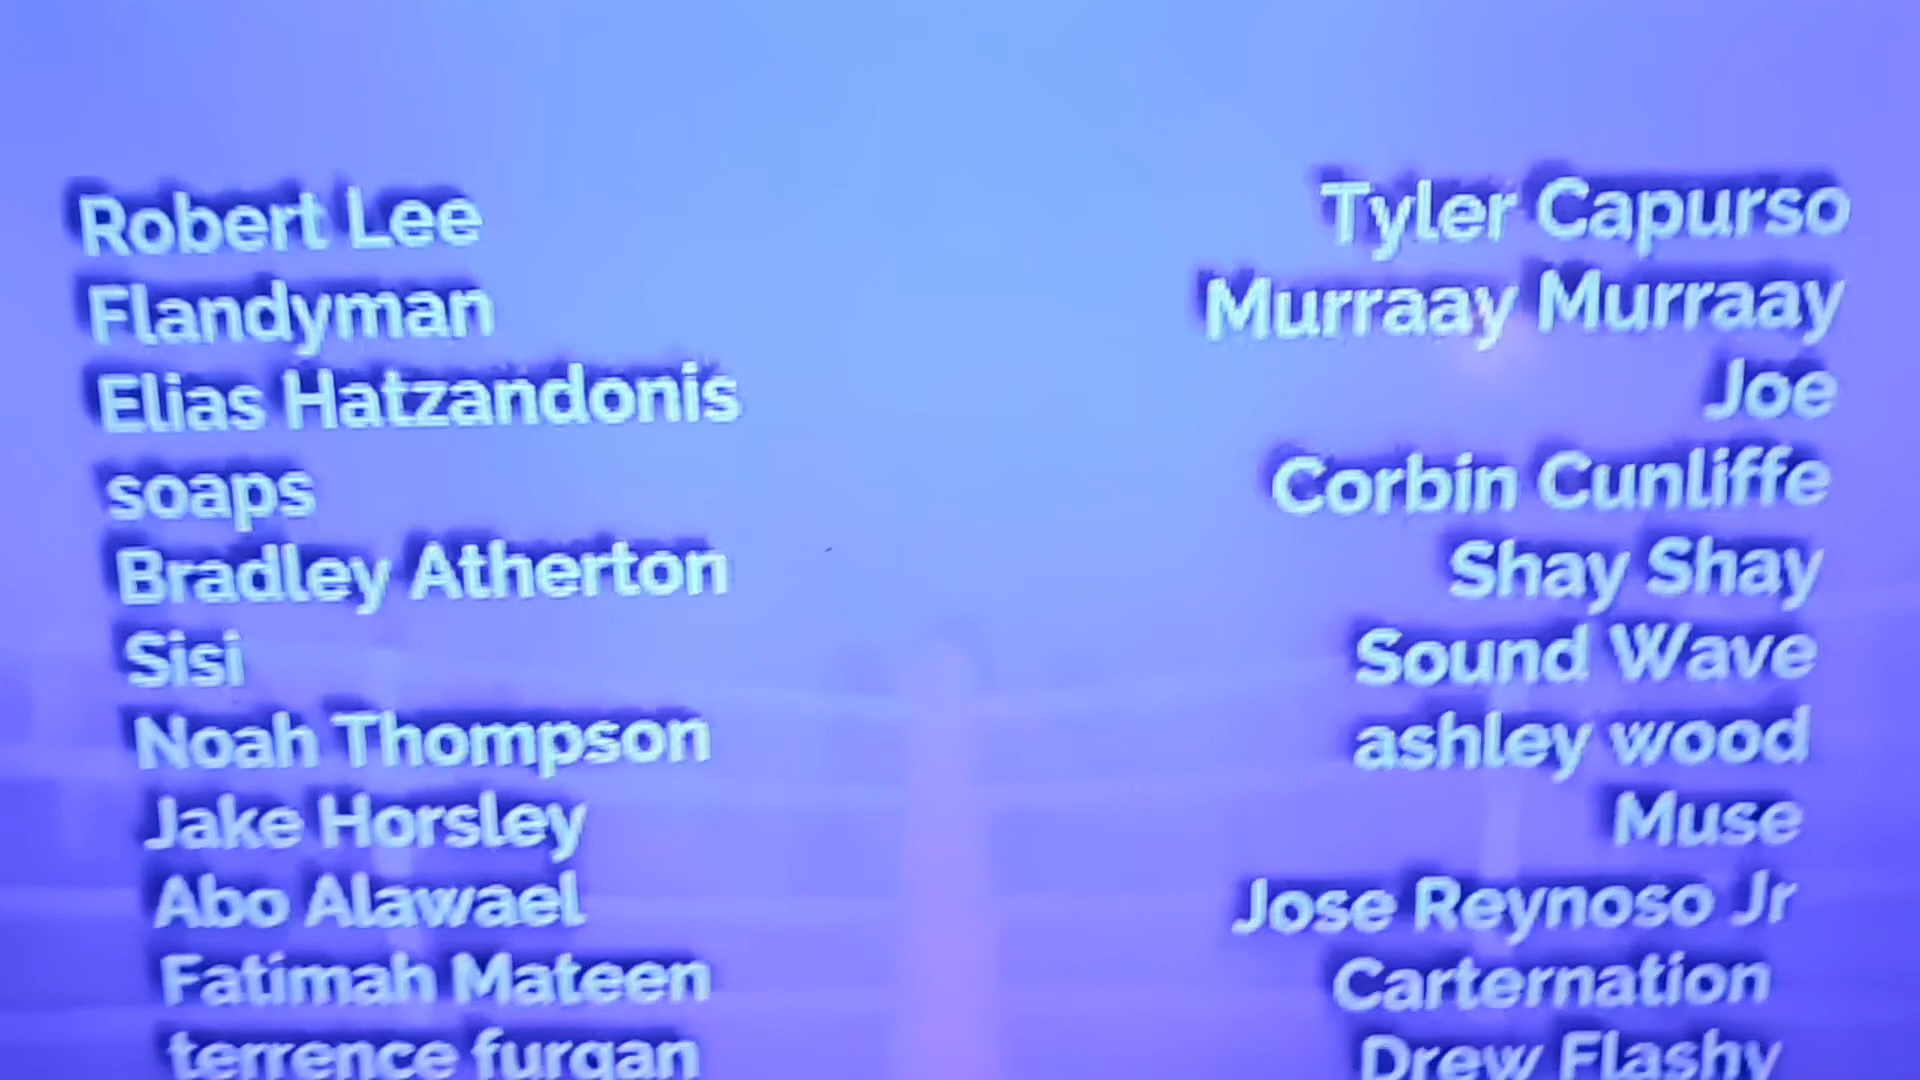 Robert Lee
Flandyman
Elias Hatzandonis
soaps
Bradley Atherton
Sisi
Noah Thompson
Jake Horsley
Abo Alawael
Fatimah Mateen
terrence furqan
Tyler Capurso
Murraay Murraay
Joe
Corbin Cunliffe
Shay Shay
Sound Wave
ashley wood
Muse
Jose Reynoso Jr
Carternation
Drew Flashy